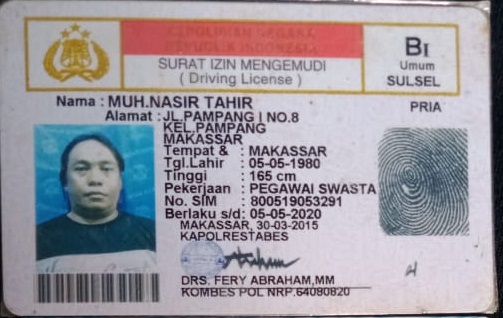 KEPOLISIAN NEGARA
REPUBLIK INDONESIA
SURAT IZIN MENGEMUDI
( Driving License )
BI
Umum
SULSEL
Nama : MUH.NASIR TAHIR
PRIA
Alamat : JL.PAMPANG I NO.8
KEL.PAMPANG
MAKASSAR
Tempat & : MAKASSAR
Tgl.Lahir : 05-05-1980
Tinggi : 165 cm
Pekerjaan : PEGAWAI SWASTA
No. SIM : 800519053291
Berlaku s/d : 05-05-2020
MAKASSAR, 30-03-2015
KAPOLRESTABES
DRS. FERY ABRAHAM,MM
KOMBES POL NRP.64080820